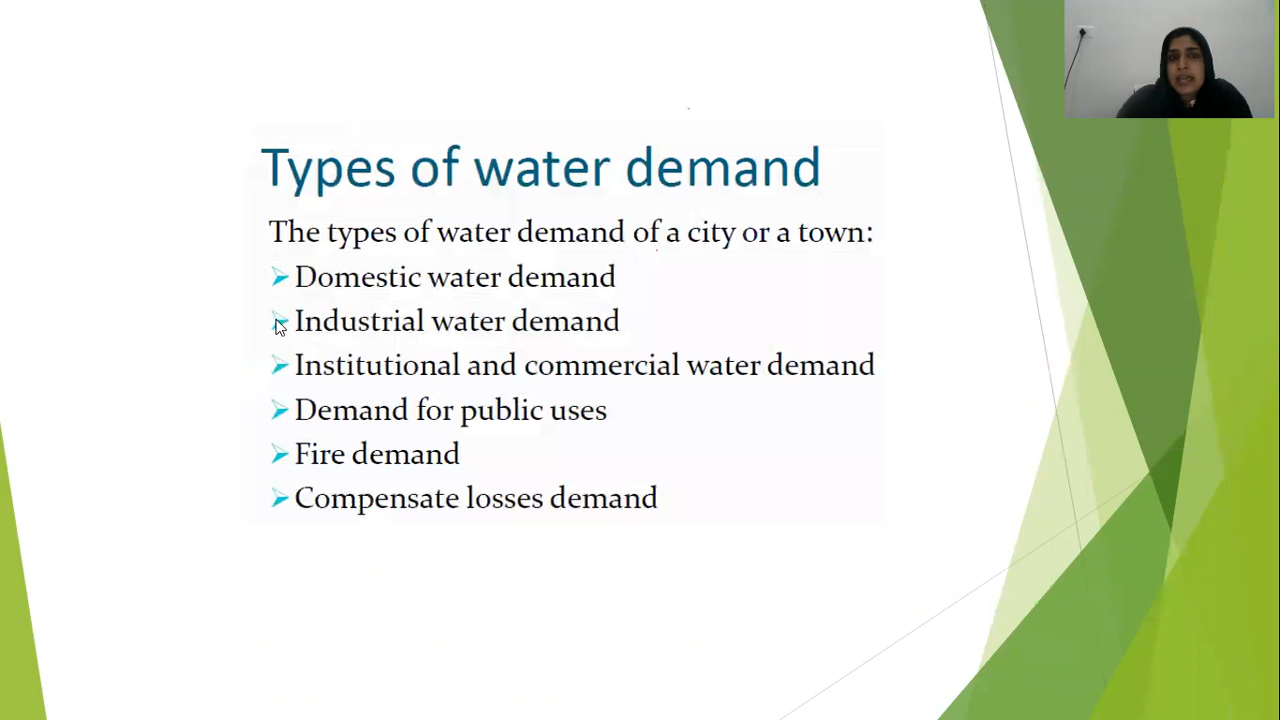 Types of water demand
The types of water demand of a city or a town:
Domestic water demand
Industrial water demand
Institutional and commercial water demand
Demand for public uses
Fire demand
Compensate losses demand